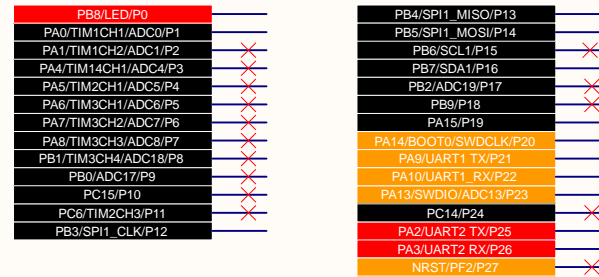 PB8/LED/P0
PA0/TIM1CH1/ADC0/P1
PA1/TIM1CH2/ADC1/P2
PA4/TIM14CH1/ADC4/P3
PA5/TIM2CH1/ADC5/P4
PA6/TIM3CH1/ADC6/P5
PA7/TIM3CH2/ADC7/P6
PA8/TIM3CH3/ADC8/P7
PB1/TIM3CH4/ADC18/P8
PB0/ADC17/P9
PC15/P10
PC6/TIM2CH3/P11
PB3/SPI1_CLK/P12
PB4/SPI1_MISO/P13
PB5/SPI1_MOSI/P14
PB6/SCL1/P15
PB7/SDA1/P16
PB2/ADC19/P17
PB9/P18
PA15/P19
PA14/BOOT0/SWDCLK/P20
PA9/UART1 TX/P21
PA10/UART1_RX/P22
PA13/SWDIO/ADC13/P23
PC14/P24
PA2/UART2 TX/P25
PA3/UART2 RX/P26
NRST/PF2/P27